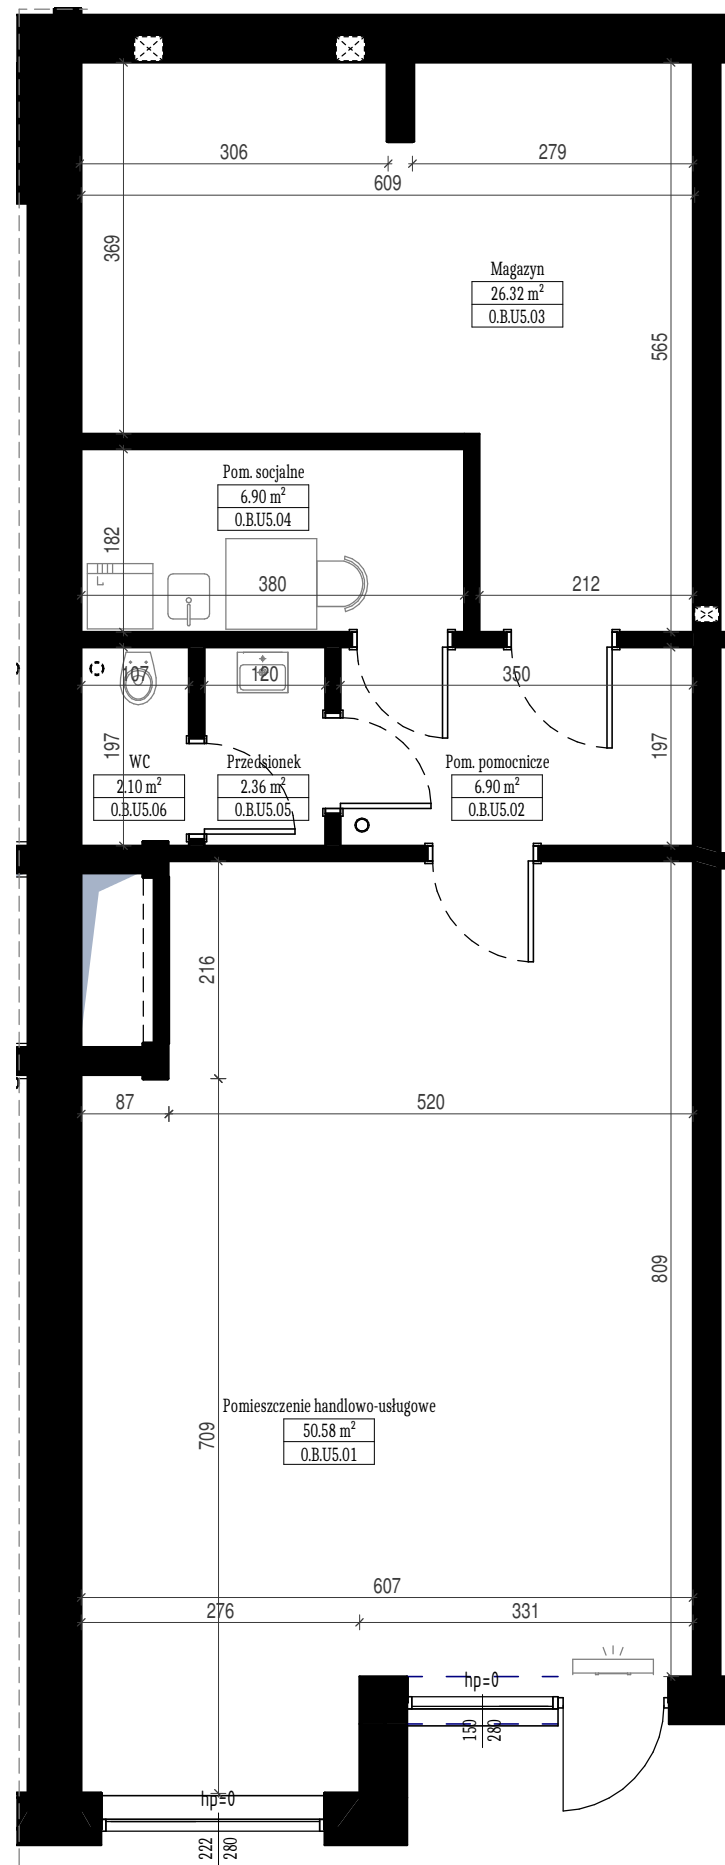 306
279
609
369
Magazyn
26.32 m²
0.B.U5.03
565
Pom. socjalne
6.90 m²
0.B.U5.04
182
380
212
107
120
350
197
WC
2.10 m²
0.B.U5.06
Przedsionek
2.36 m²
0.B.U5.05
Pom. pomocnicze
6.90 m²
0.B.U5.02
197
216
87
520
809
Pomieszczenie handlowo-usługowe
50.58 m²
0.B.U5.01
709
607
276
331
hp=0
150
280
hp=0
222
280